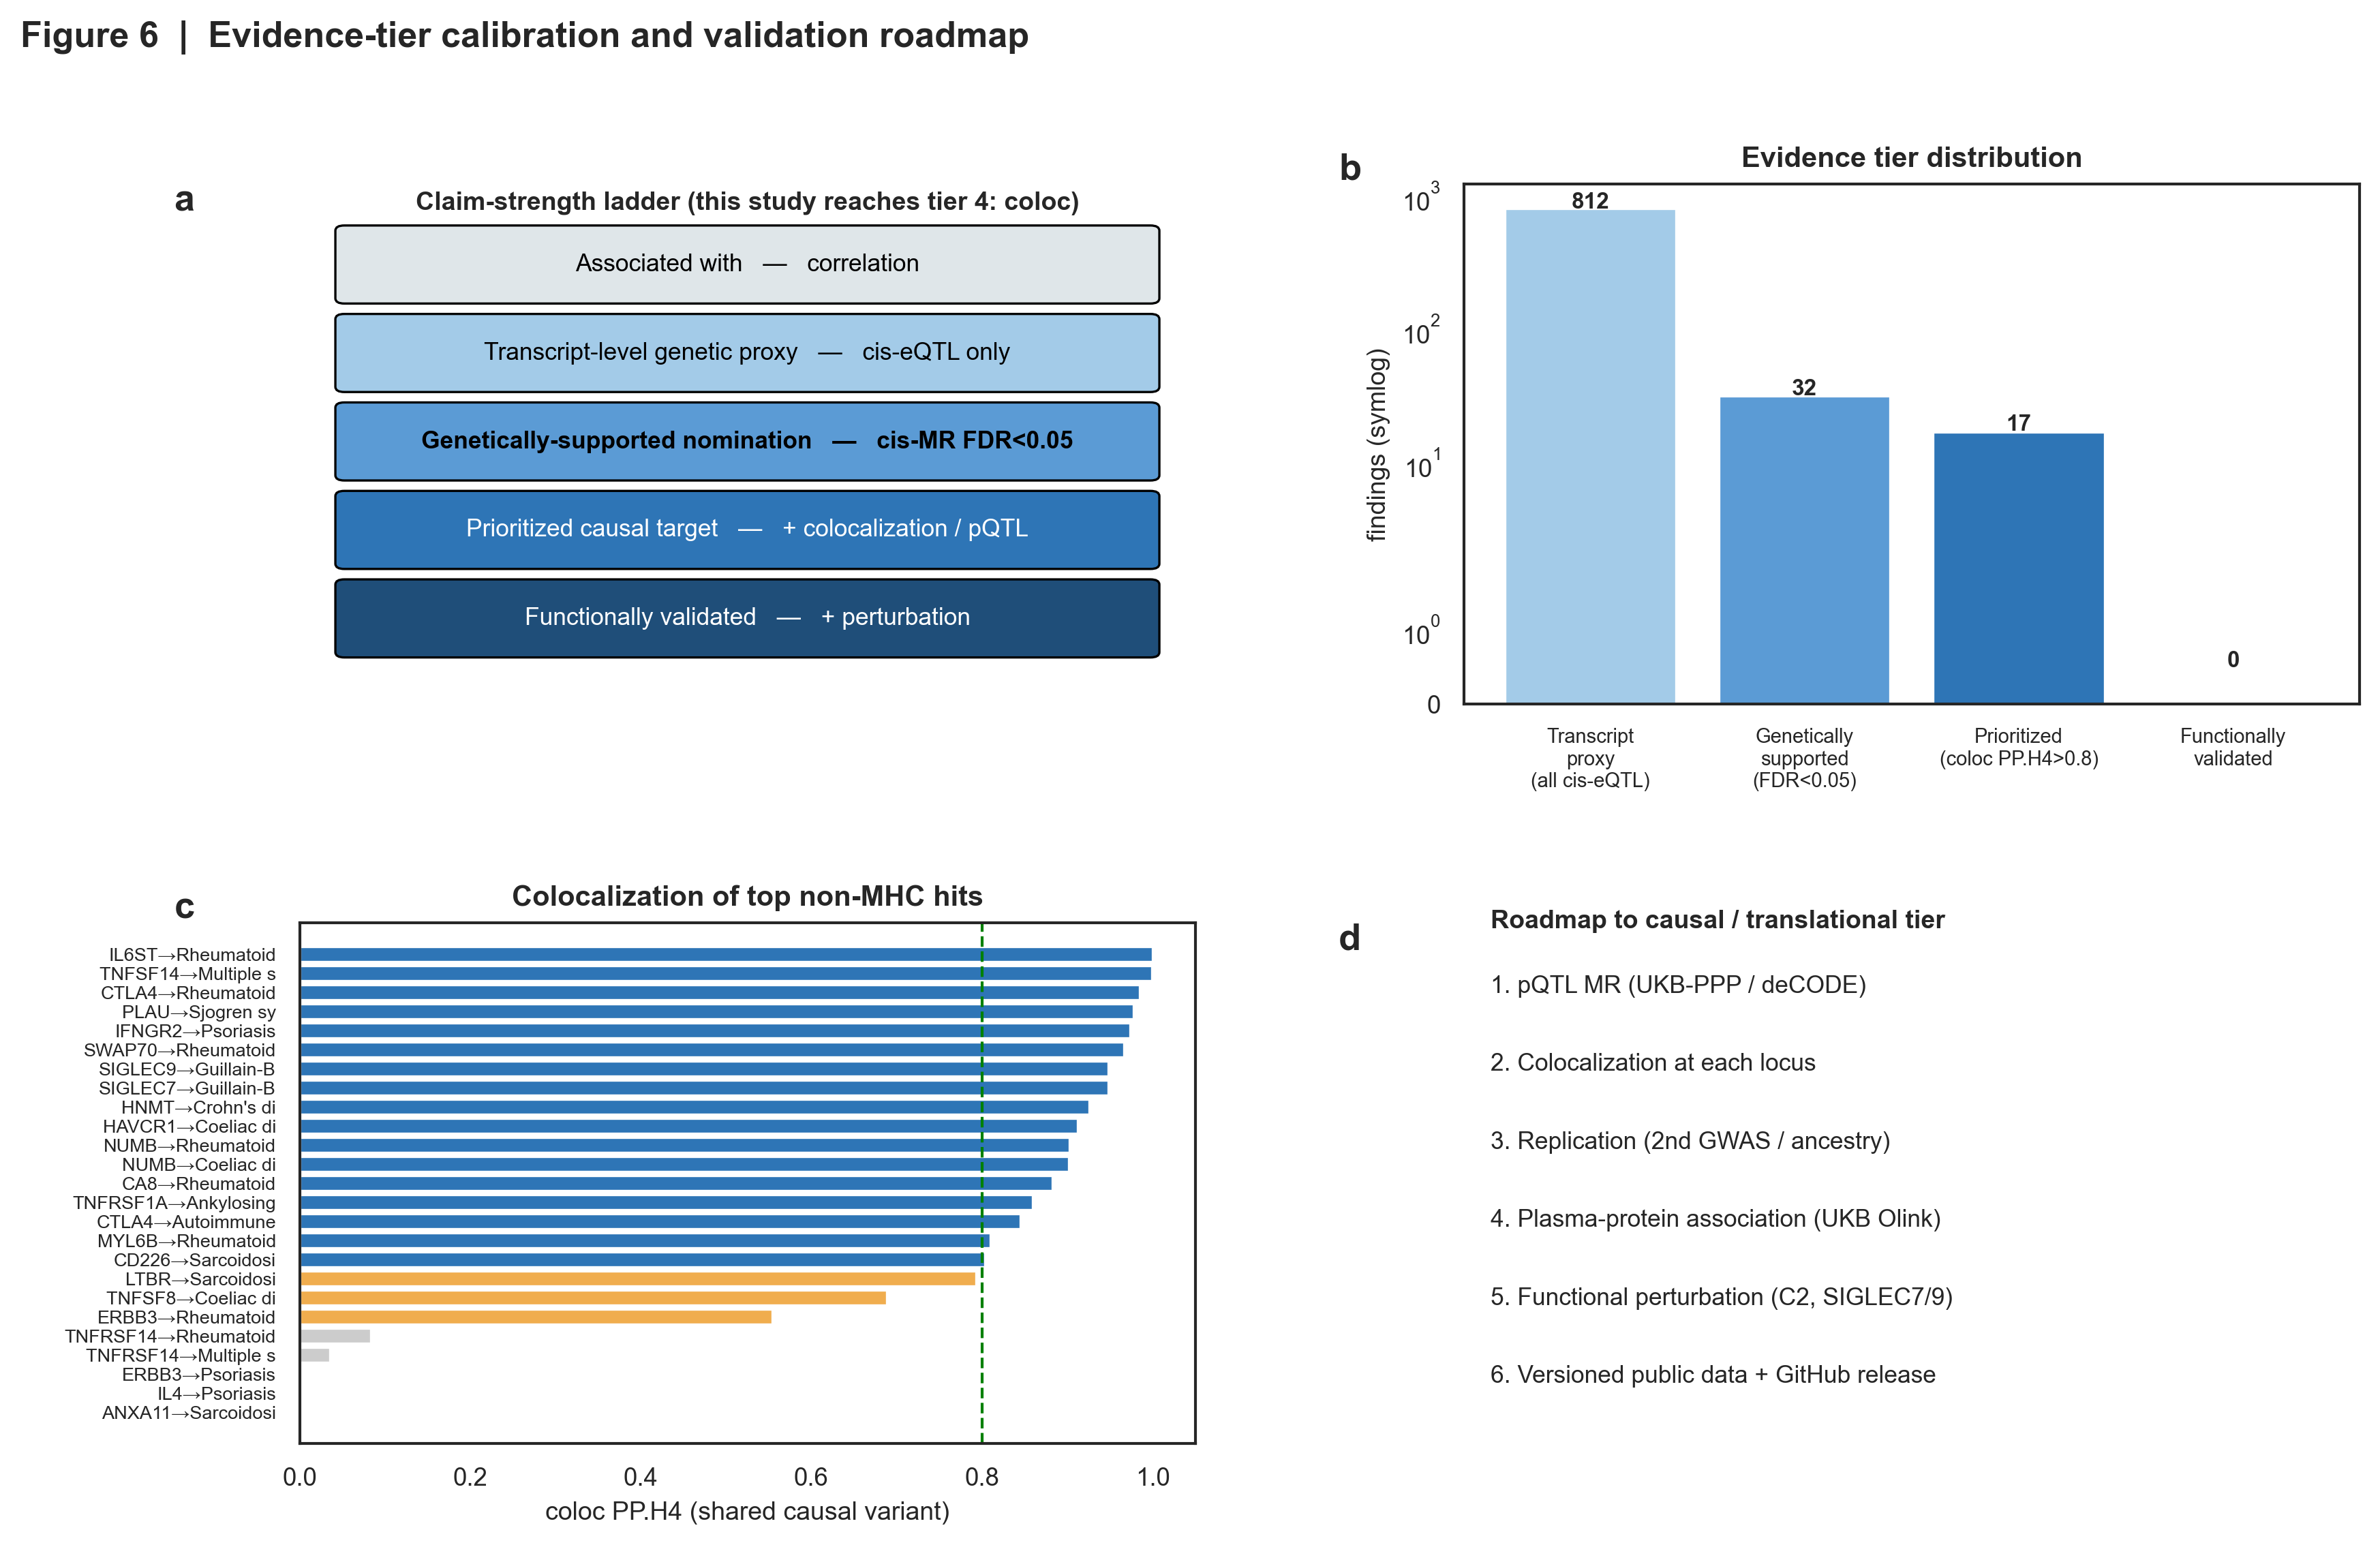 Figure 6 | Evidence-tier calibration and validation roadmap
a
Claim-strength ladder (this study reaches tier 4: coloc)
Associated with — correlation
Transcript-level genetic proxy — cis-eQTL only
Genetically-supported nomination — cis-MR FDR<0.05
Prioritized causal target — + colocalization / pQTL
Functionally validated — + perturbation
b
Evidence tier distribution
findings (symlog)
10³
10²
10¹
10⁰
0
812
32
17
0
Transcript
proxy
(all cis-eQTL)
Genetically
supported
(FDR<0.05)
Prioritized
(coloc PP.H4>0.8)
Functionally
validated
c
Colocalization of top non-MHC hits
IL6ST→Rheumatoid
TNFSF14→Multiple s
CTLA4→Rheumatoid
PLAU→Sjogren sy
IFNGR2→Psoriasis
SWAP70→Rheumatoid
SIGLEC9→Guillain-B
SIGLEC7→Guillain-B
HNMT→Crohn's di
HAVCR1→Coeliac di
NUMB→Rheumatoid
NUMB→Coeliac di
CA8→Rheumatoid
TNFRSF1A→Ankylosing
CTLA4→Autoimmune
MYL6B→Rheumatoid
CD226→Sarcoidosi
LTBR→Sarcoidosi
TNFSF8→Coeliac di
ERBB3→Rheumatoid
TNFRSF14→Rheumatoid
TNFRSF14→Multiple s
ERBB3→Psoriasis
IL4→Psoriasis
ANXA11→Sarcoidosi
0.0 0.2 0.4 0.6 0.8 1.0
coloc PP.H4 (shared causal variant)
d
Roadmap to causal / translational tier
1. pQTL MR (UKB-PPP / deCODE)
2. Colocalization at each locus
3. Replication (2nd GWAS / ancestry)
4. Plasma-protein association (UKB Olink)
5. Functional perturbation (C2, SIGLEC7/9)
6. Versioned public data + GitHub release